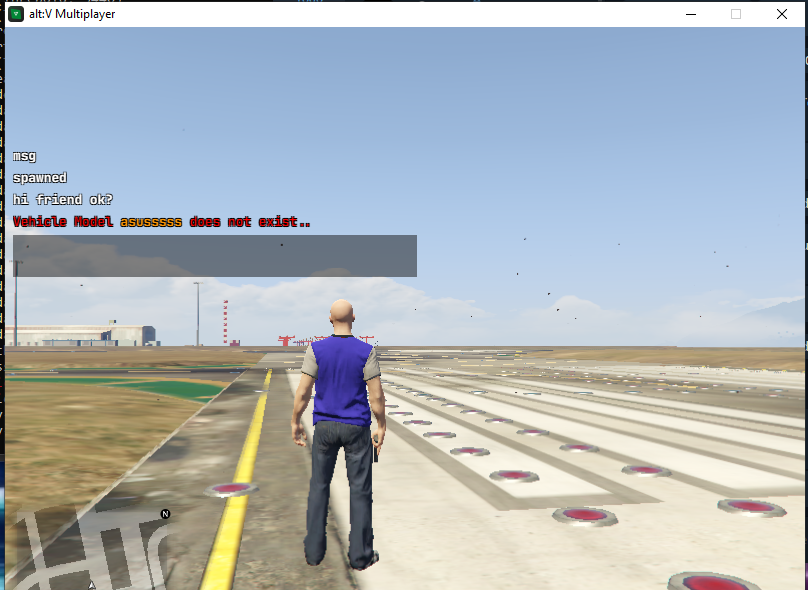 alt:V Multiplayer
msg
spawned
hi friend ok?
Vehicle Model asusssss does not exist..
N